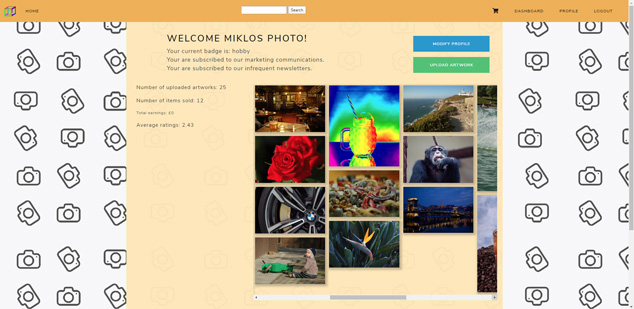 HOME
Search
DASHBOARD
PROFILE
LOGOUT
WELCOME MIKLOS PHOTO!
Your current badge is: hobby
You are subscribed to our marketing communications.
You are subscribed to our infrequent newsletters.
MODIFY PROFILE
UPLOAD ARTWORK
Number of uploaded artworks: 25
Number of items sold: 12
Total earnings: £0
Average ratings: 2.43